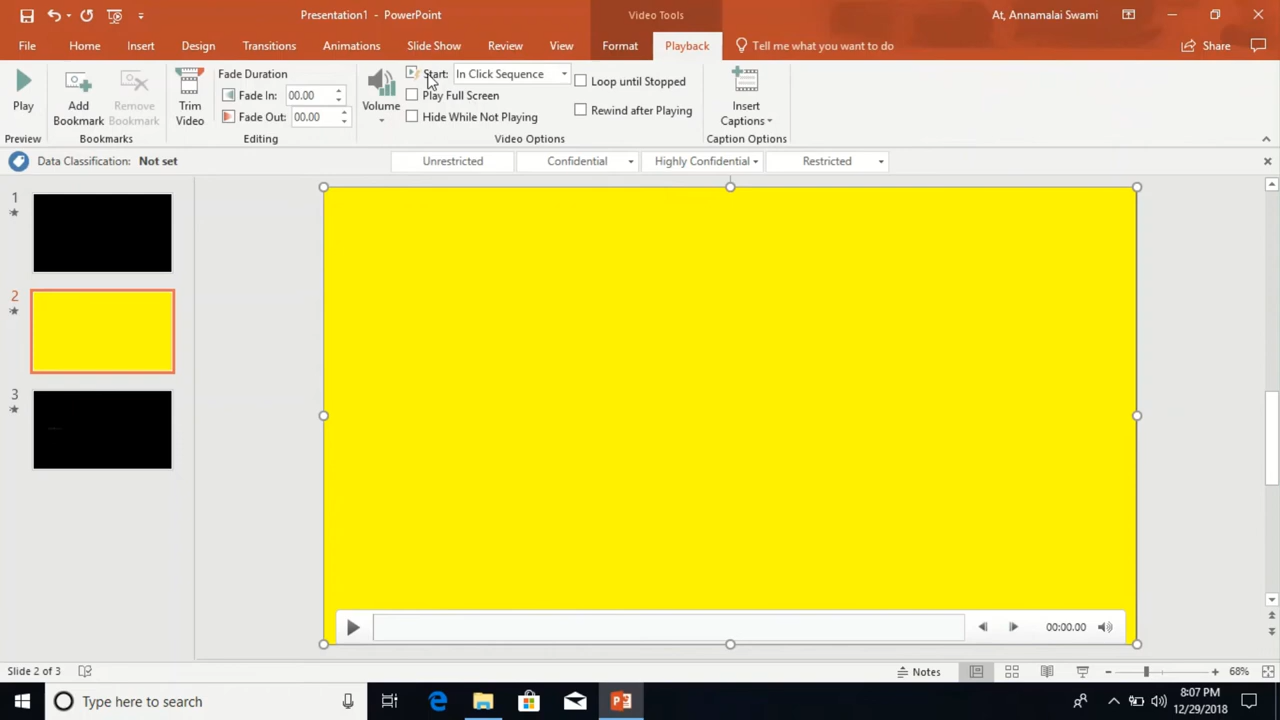 Presentation1 - PowerPoint
Video Tools
At, Annamalai Swami
File
Home
Insert
Design
Transitions
Animations
Slide Show
Review
View
Format
Playback
Tell me what you want to do
Share
Play
Preview
Add Bookmark
Remove Bookmark
Bookmarks
Trim Video
Fade Duration
Fade In: 00.00
Fade Out: 00.00
Editing
Volume
Start: In Click Sequence
Play Full Screen
Hide While Not Playing
Loop until Stopped
Rewind after Playing
Video Options
Insert Captions
Caption Options
Data Classification: Not set
Unrestricted
Confidential
Highly Confidential
Restricted
1
2
3
00:00.00
Slide 2 of 3
Notes
68%
Type here to search
8:07 PM
12/29/2018